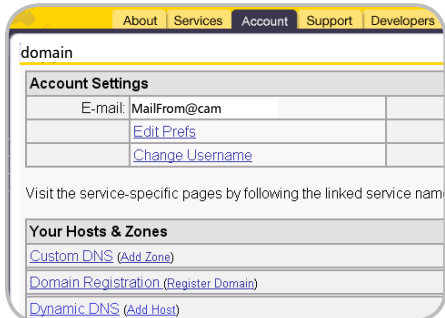 About Services Account Support Developers
domain
Account Settings
E-mail: MailFrom@cam
Edit Prefs
Change Username
Visit the service-specific pages by following the linked service nam
Your Hosts & Zones
Custom DNS (Add Zone)
Domain Registration (Register Domain)
Dynamic DNS (Add Host)